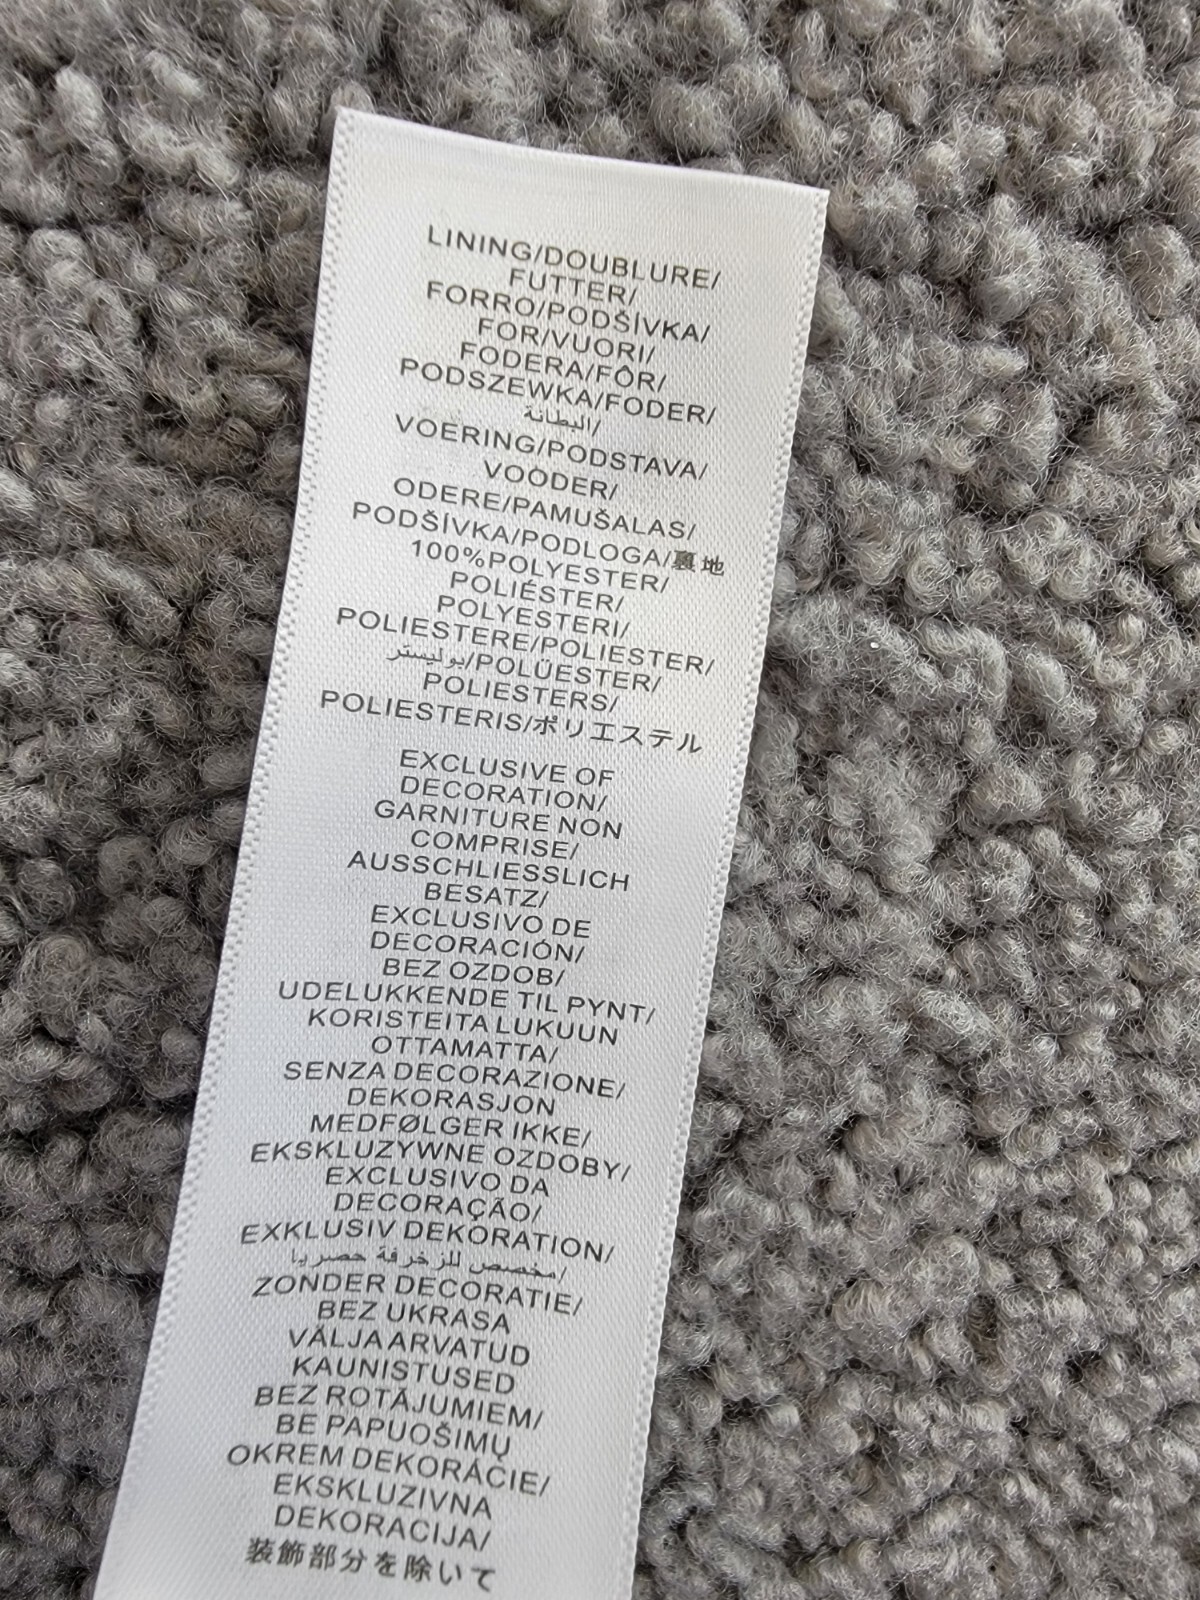 LINING/DOUBLURE/
FUTTER/
FORRO/PODŠÍVKA/
FOR/VUORI/
FODERA/FÔR/
PODSZEWKA/FODER/
البطانة/
VOERING/PODSTAVA/
VOODER/
ODERE/PAMUŠALAS/
PODŠÍVKA/PODLOGA/裏地
100%POLYESTER/
POLIÉSTER/
POLYESTERI/
POLIESTERE/POLIESTER/
بوليستر/POLÜESTER/
POLIESTERS/
POLIESTERIS/ポリエステル
EXCLUSIVE OF
DECORATION/
GARNITURE NON
COMPRISE/
AUSSCHLIESSLICH
BESATZ/
EXCLUSIVO DE
DECORACIÓN/
BEZ OZDOB/
UDELUKKENDE TIL PYNT/
KORISTEITA LUKUUN
OTTAMATTA/
SENZA DECORAZIONE/
DEKORASJON
MEDFØLGER IKKE/
EKSKLUZYWNE OZDOBY/
EXCLUSIVO DA
DECORAÇÃO/
EXKLUSIV DEKORATION/
مخصص للزخرفة حصريا/
ZONDER DECORATIE/
BEZ UKRASA
VÄLJAARVATUD
KAUNISTUSED
BEZ ROTĀJUMIEM/
BE PAPUOŠIMŲ
OKREM DEKORÁCIE/
EKSKLUZIVNA
DEKORACIJA/
装飾部分を除いて